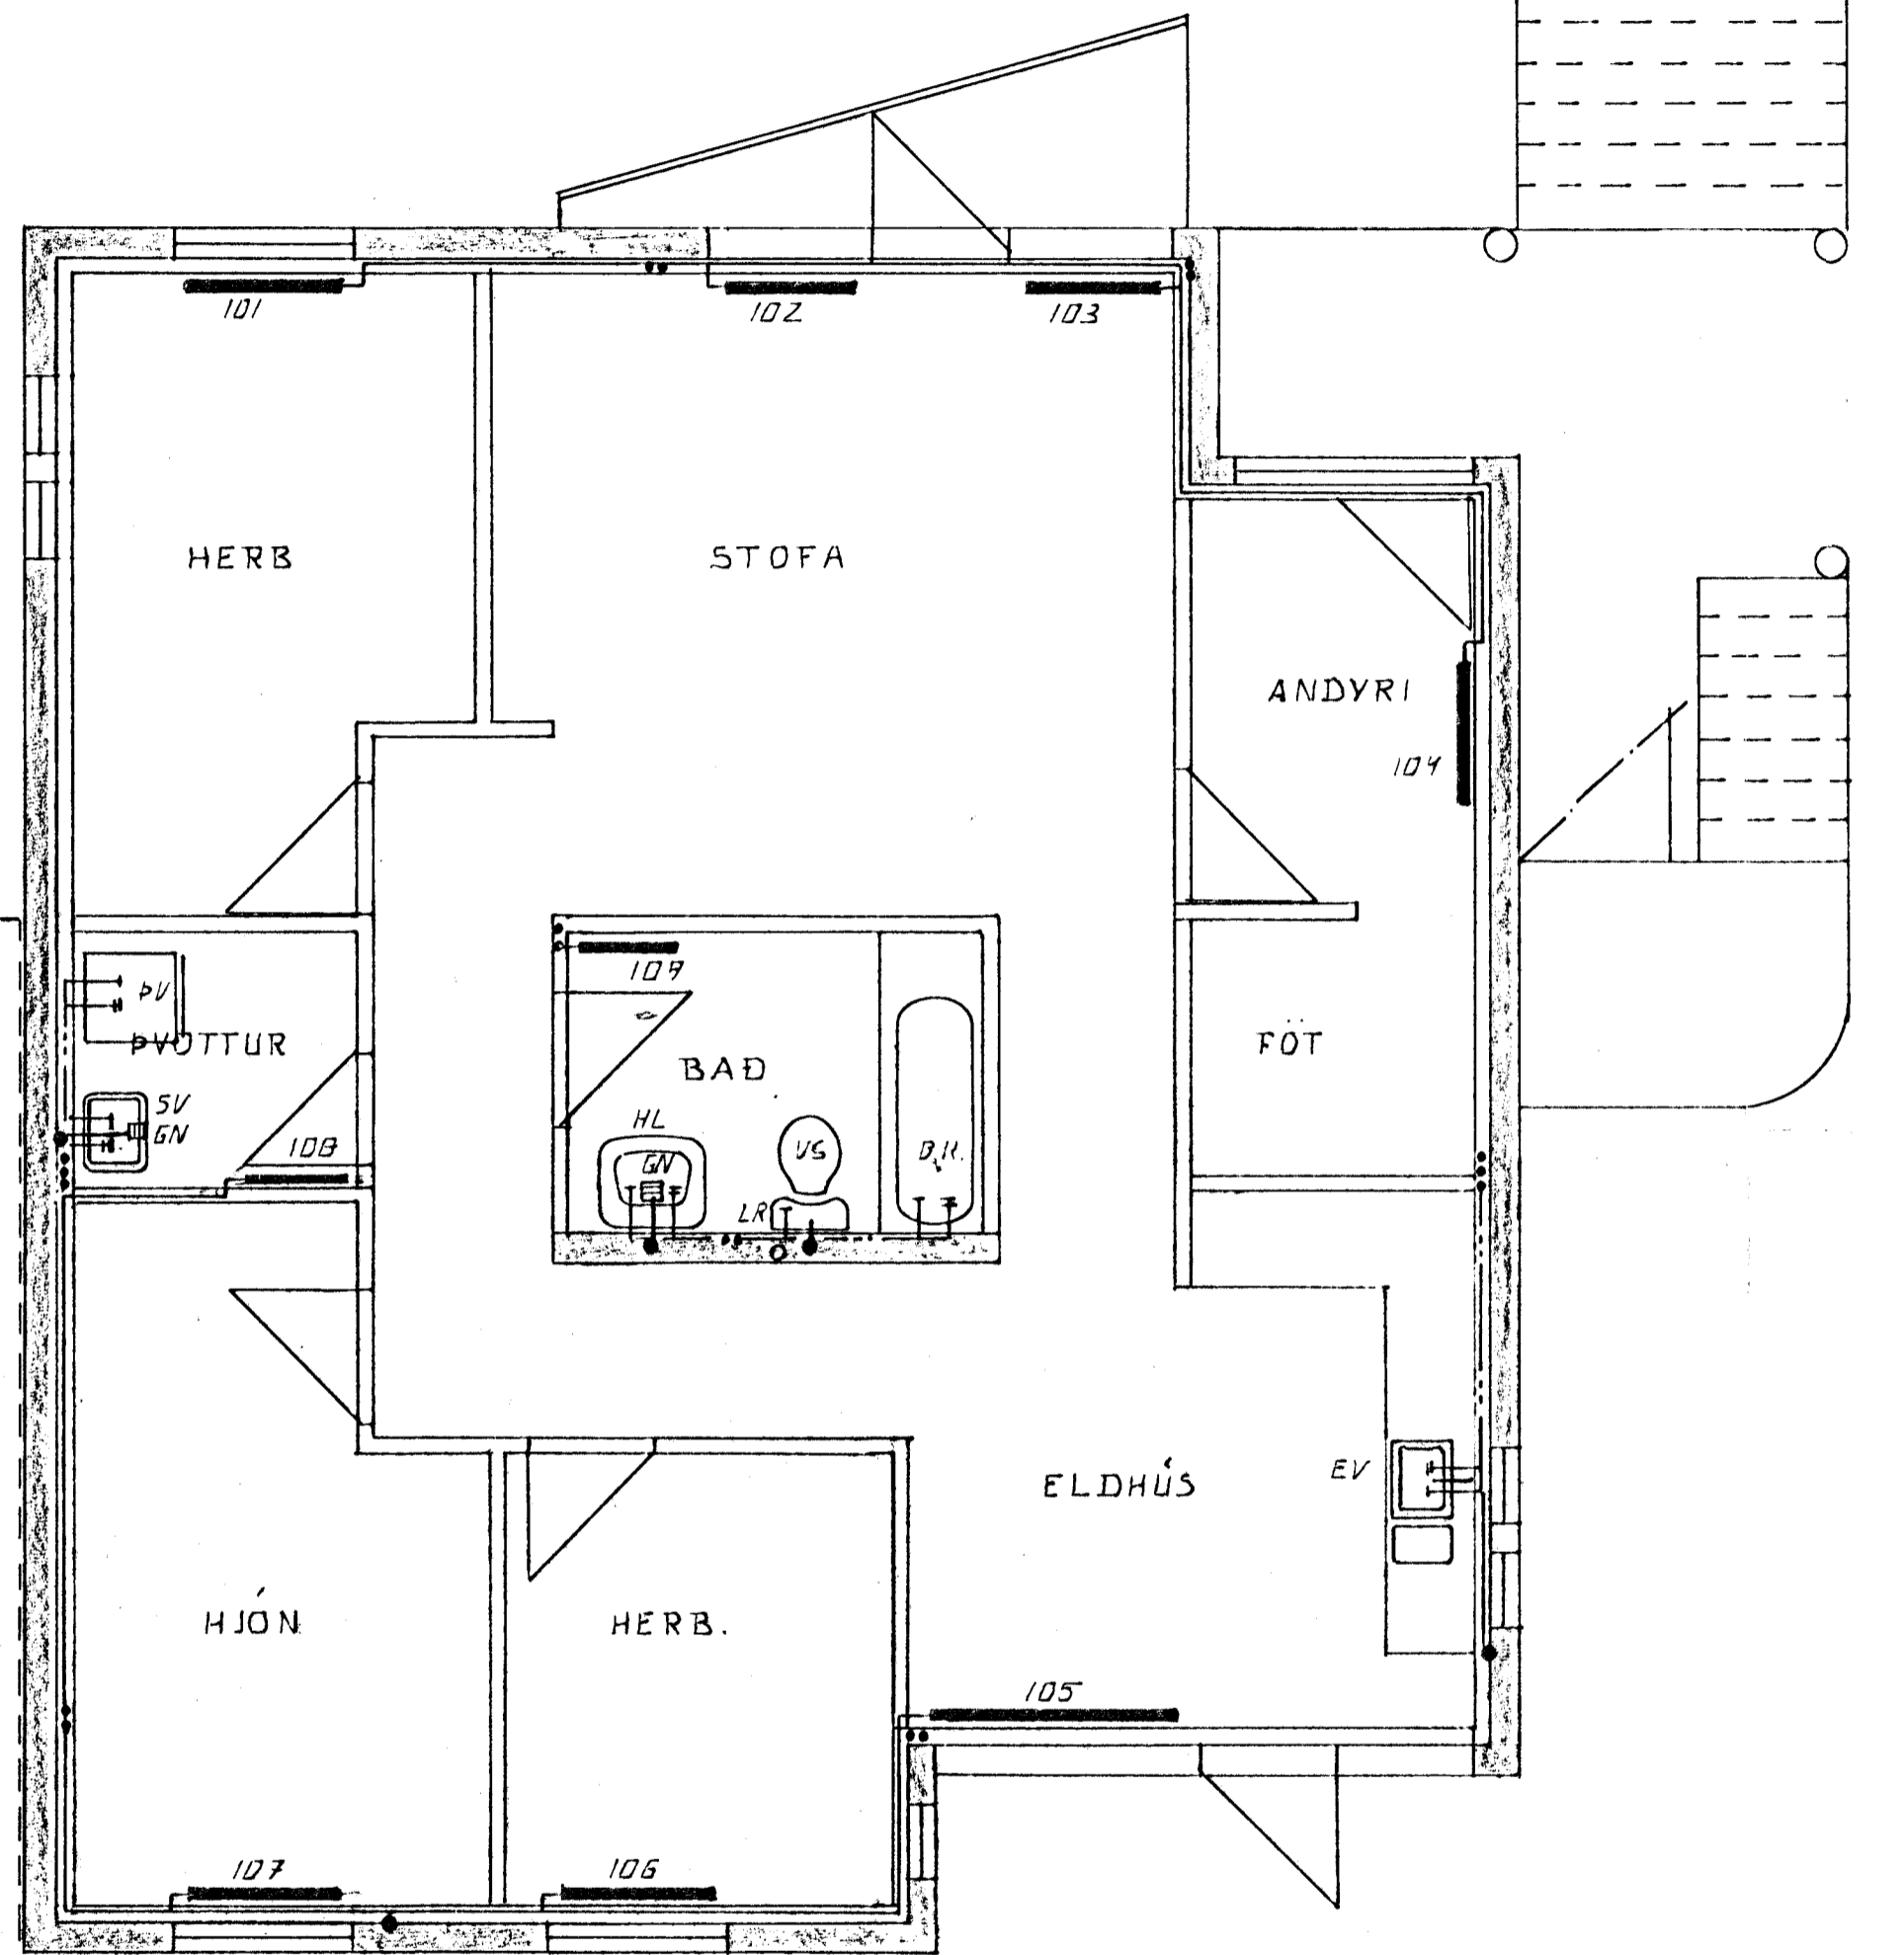 101
102
103
HERB
STOFA
ANDYRI
104
109
ÞV
ÞVOTTUR
FÖT
BAÐ
SV
GN
HL
108
GN
VS
B.K.
LR
EV
ELDHÚS
HJÓN
HERB.
105
107
106